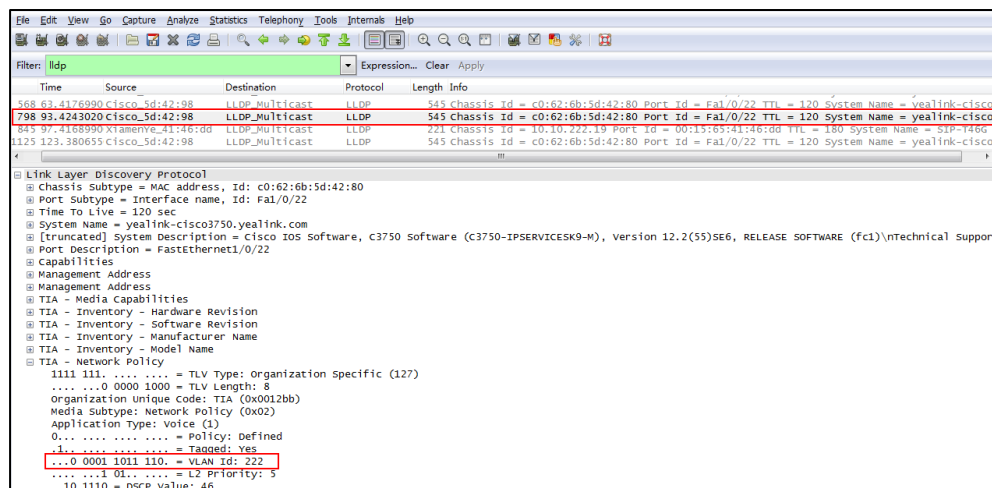 File Edit View Go Capture Analyze Statistics Telephony Tools Internals Help
Filter: lldp Expression... Clear Apply
Time Source Destination Protocol Length Info
568 63.4176990 Cisco_5d:42:98 LLDP_Multicast LLDP 545 Chassis Id = c0:62:6b:5d:42:80 Port Id = Fa1/0/22 TTL = 120 System Name = yealink-cisco
798 93.4243020 Cisco_5d:42:98 LLDP_Multicast LLDP 545 Chassis Id = c0:62:6b:5d:42:80 Port Id = Fa1/0/22 TTL = 120 System Name = yealink-cisco
845 97.4168990 XiamenYe_41:46:dd LLDP_Multicast LLDP 221 Chassis Id = 10.10.222.19 Port Id = 00:15:65:41:46:dd TTL = 180 System Name = SIP-T46G
1125 123.380655 Cisco_5d:42:98 LLDP_Multicast LLDP 545 Chassis Id = c0:62:6b:5d:42:80 Port Id = Fa1/0/22 TTL = 120 System Name = yealink-cisco
Link Layer Discovery Protocol
Chassis Subtype = MAC address, Id: c0:62:6b:5d:42:80
Port Subtype = Interface name, Id: Fa1/0/22
Time To Live = 120 sec
System Name = yealink-cisco3750.yealink.com
[truncated] System Description = Cisco IOS Software, C3750 Software (C3750-IPSERVICESK9-M), Version 12.2(55)SE6, RELEASE SOFTWARE (fc1)\nTechnical Suppor
Port Description = FastEthernet1/0/22
Capabilities
Management Address
Management Address
TIA - Media Capabilities
TIA - Inventory - Hardware Revision
TIA - Inventory - Software Revision
TIA - Inventory - Manufacturer Name
TIA - Inventory - Model Name
TIA - Network Policy
1111 111. .... .... = TLV Type: Organization Specific (127)
.... ...0 0000 1000 = TLV Length: 8
Organization Unique Code: TIA (0x0012bb)
Media Subtype: Network Policy (0x02)
Application Type: Voice (1)
0... .... .... .... = Policy: Defined
.1.. .... .... .... = Tagged: Yes
...0 0001 1011 110. = VLAN Id: 222
.... ...1 01.. .... = L2 Priority: 5
..10 1110 = DSCP Value: 46